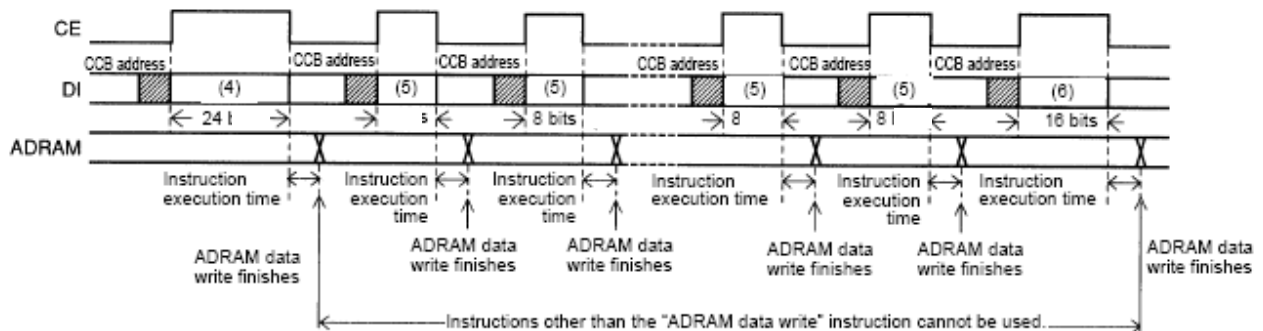 CE
CCB address CCB address CCB address CCB address CCB address CCB address
DI (4) (5) (5) (5) (5) (6)
24 8 bits 8 8 16 bits
ADRAM
Instruction execution time
Instruction execution time
Instruction execution time
Instruction execution time
Instruction execution time
Instruction execution time
ADRAM data write finishes
ADRAM data write finishes
ADRAM data write finishes
ADRAM data write finishes
ADRAM data write finishes
ADRAM data write finishes
Instructions other than the "ADRAM data write" instruction cannot be used.